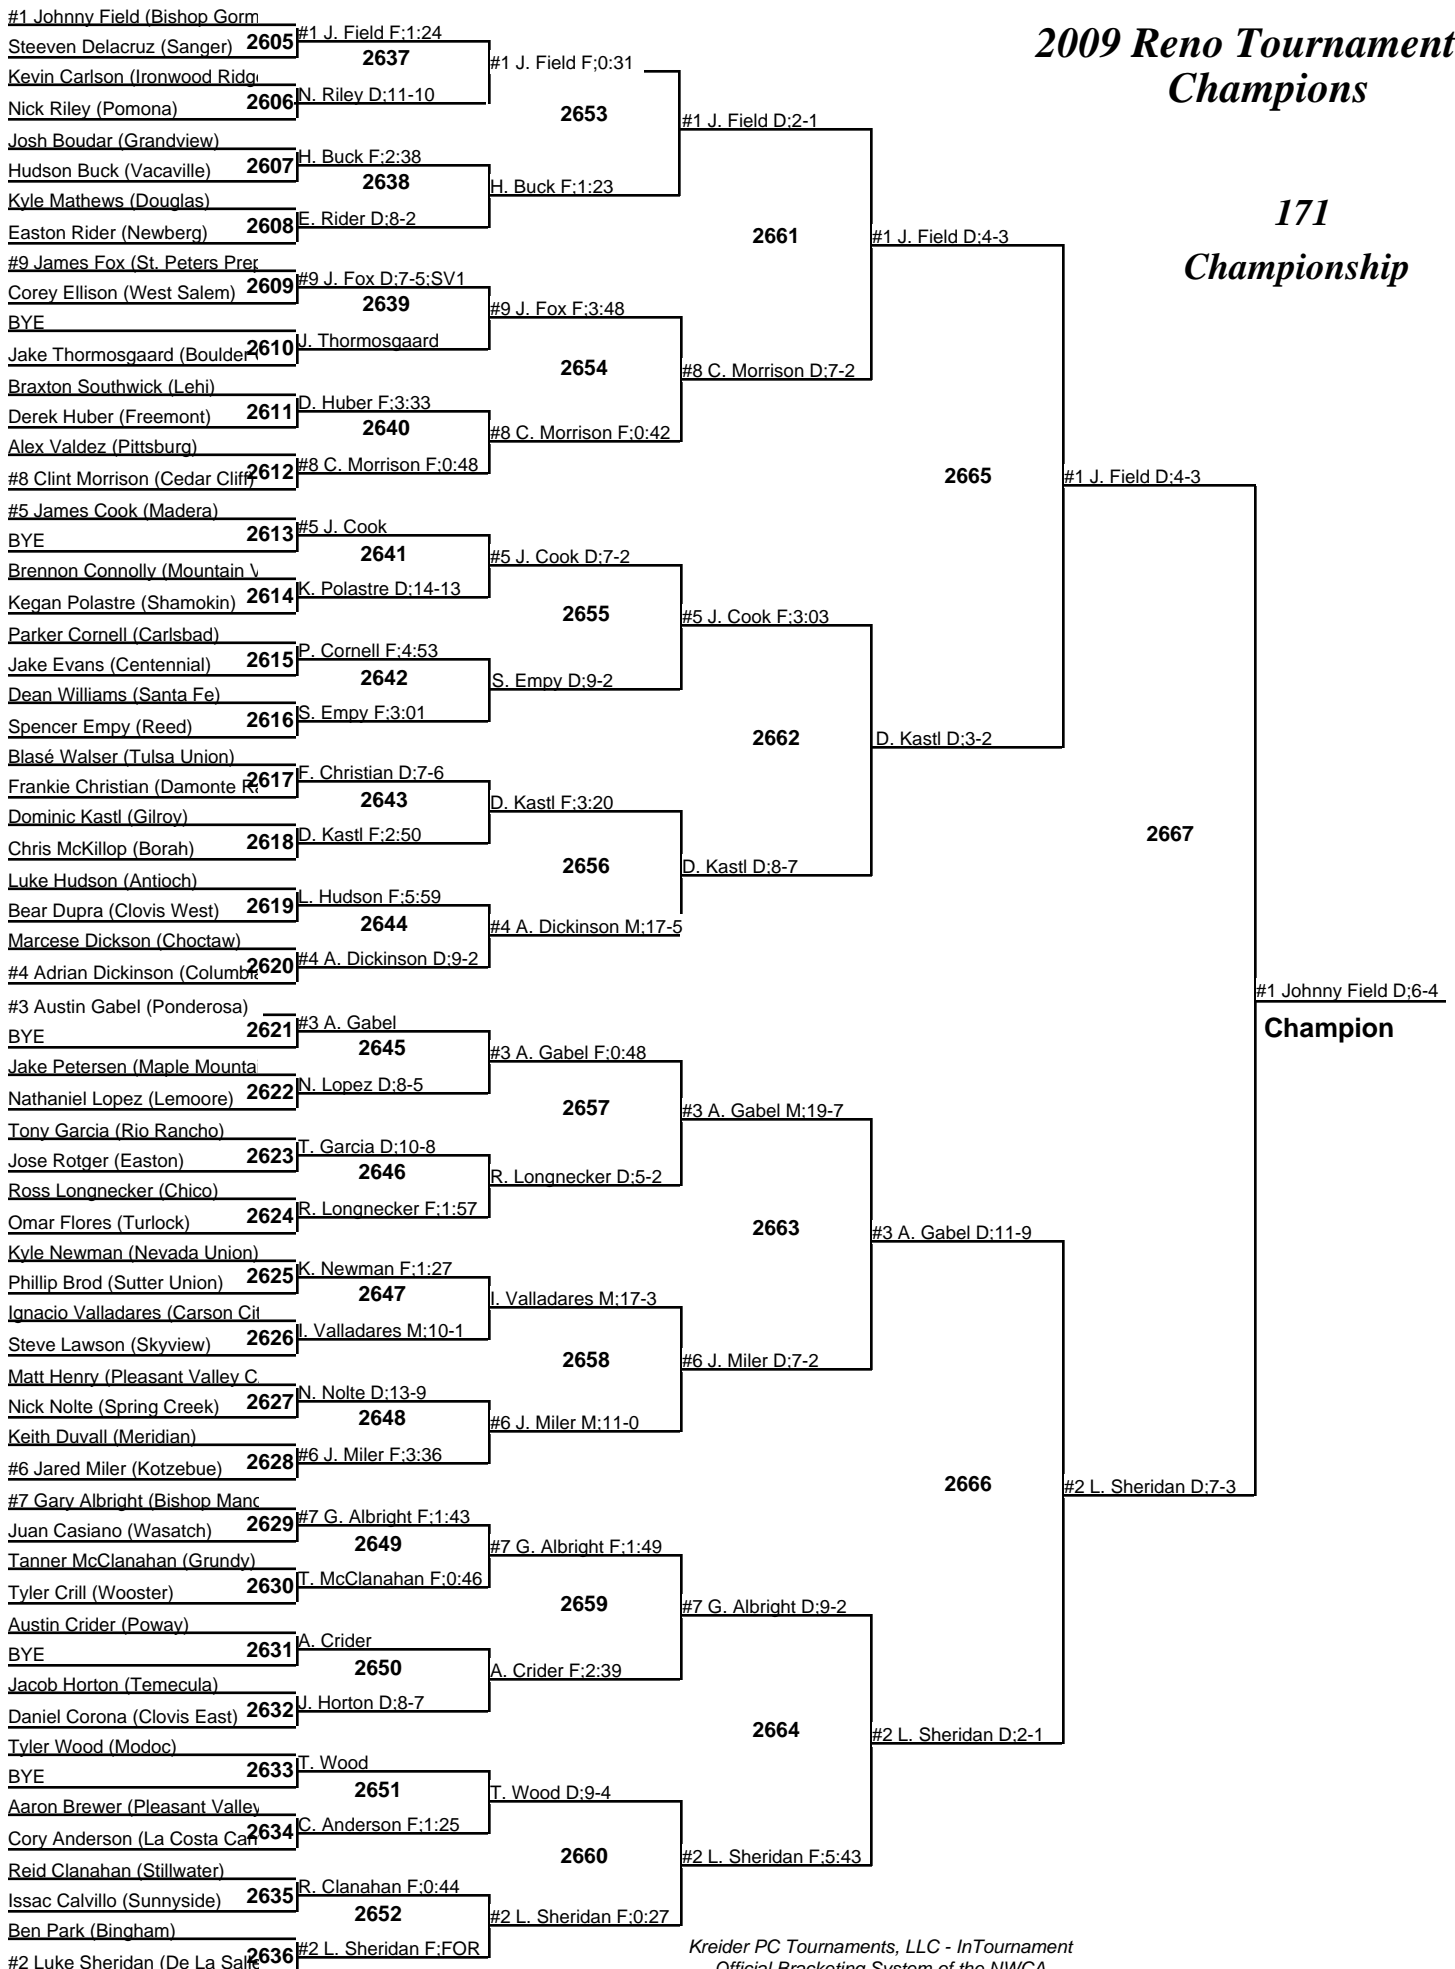 2009 Reno Tournament
Champions
171
Championship
#1 Johnny Field (Bishop Gorm
Steeven Delacruz (Sanger) 2605
Kevin Carlson (Ironwood Ridg
Nick Riley (Pomona) 2606
Josh Boudar (Grandview)
Hudson Buck (Vacaville) 2607
Kyle Mathews (Douglas)
Easton Rider (Newberg) 2608
#9 James Fox (St. Peters Prep
Corey Ellison (West Salem) 2609
BYE
Jake Thormosgaard (Boulder 2610
Braxton Southwick (Lehi)
Derek Huber (Freemont) 2611
Alex Valdez (Pittsburg)
#8 Clint Morrison (Cedar Cliff) 2612
#5 James Cook (Madera)
BYE 2613
Brennon Connolly (Mountain V
Kegan Polastre (Shamokin) 2614
Parker Cornell (Carlsbad)
Jake Evans (Centennial) 2615
Dean Williams (Santa Fe)
Spencer Empy (Reed) 2616
Blasé Walser (Tulsa Union)
Frankie Christian (Damonte R 2617
Dominic Kastl (Gilroy)
Chris McKillop (Borah) 2618
Luke Hudson (Antioch)
Bear Dupra (Clovis West) 2619
Marcese Dickson (Choctaw)
#4 Adrian Dickinson (Columbi 2620
#3 Austin Gabel (Ponderosa)
BYE 2621
Jake Petersen (Maple Mountai
Nathaniel Lopez (Lemoore) 2622
Tony Garcia (Rio Rancho)
Jose Rotger (Easton) 2623
Ross Longnecker (Chico)
Omar Flores (Turlock) 2624
Kyle Newman (Nevada Union)
Phillip Brod (Sutter Union) 2625
Ignacio Valladares (Carson Cit
Steve Lawson (Skyview) 2626
Matt Henry (Pleasant Valley C
Nick Nolte (Spring Creek) 2627
Keith Duvall (Meridian)
#6 Jared Miler (Kotzebue) 2628
#7 Gary Albright (Bishop Mano
Juan Casiano (Wasatch) 2629
Tanner McClanahan (Grundy)
Tyler Crill (Wooster) 2630
Austin Crider (Poway)
BYE 2631
Jacob Horton (Temecula)
Daniel Corona (Clovis East) 2632
Tyler Wood (Modoc)
BYE 2633
Aaron Brewer (Pleasant Valley
Cory Anderson (La Costa Can 2634
Reid Clanahan (Stillwater)
Issac Calvillo (Sunnyside) 2635
Ben Park (Bingham)
#2 Luke Sheridan (De La Salle 2636
#1 J. Field F;1:24
2637
N. Riley D;11-10
H. Buck F;2:38
2638
E. Rider D;8-2
#9 J. Fox D;7-5;SV1
2639
J. Thormosgaard
D. Huber F;3:33
2640
#8 C. Morrison F;0:48
#5 J. Cook
2641
K. Polastre D;14-13
P. Cornell F;4:53
2642
S. Empy F;3:01
F. Christian D;7-6
2643
D. Kastl F;2:50
L. Hudson F;5:59
2644
#4 A. Dickinson D;9-2
#3 A. Gabel
2645
N. Lopez D;8-5
T. Garcia D;10-8
2646
R. Longnecker F;1:57
K. Newman F;1:27
2647
I. Valladares M;10-1
N. Nolte D;13-9
2648
#6 J. Miler F;3:36
#7 G. Albright F;1:43
2649
T. McClanahan F;0:46
A. Crider
2650
J. Horton D;8-7
T. Wood
2651
C. Anderson F;1:25
R. Clanahan F;0:44
2652
#2 L. Sheridan F;FOR
#1 J. Field F;0:31
2653
H. Buck F;1:23
#9 J. Fox F;3:48
2654
#8 C. Morrison F;0:42
#5 J. Cook D;7-2
2655
S. Empy D;9-2
D. Kastl F;3:20
2656
#4 A. Dickinson M;17-5
#3 A. Gabel F;0:48
2657
R. Longnecker D;5-2
I. Valladares M;17-3
2658
#6 J. Miler M;11-0
#7 G. Albright F;1:49
2659
A. Crider F;2:39
T. Wood D;9-4
2660
#2 L. Sheridan F;0:27
#1 J. Field D;2-1
2661
#8 C. Morrison D;7-2
#5 J. Cook F;3:03
2662
D. Kastl D;8-7
#3 A. Gabel M;19-7
2663
#6 J. Miler D;7-2
#7 G. Albright D;9-2
2664
#2 L. Sheridan F;5:43
#1 J. Field D;4-3
2665
D. Kastl D;3-2
#3 A. Gabel D;11-9
2666
#2 L. Sheridan D;2-1
#1 J. Field D;4-3
2667
#2 L. Sheridan D;7-3
#1 Johnny Field D;6-4
Champion
Kreider PC Tournaments, LLC - InTournament
Official Bracketing System of the NWCA